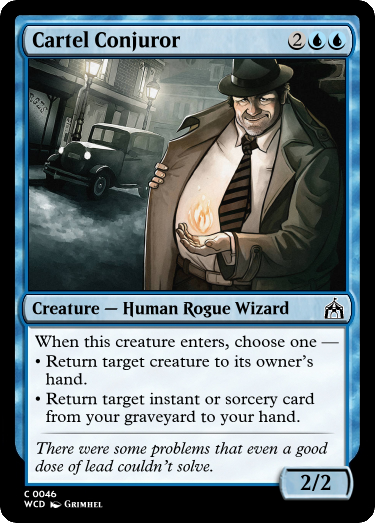 Cartel Conjuror 2
Creature — Human Rogue Wizard
When this creature enters, choose one —
• Return target creature to its owner's
hand.
• Return target instant or sorcery card
from your graveyard to your hand.
There were some problems that even a good
dose of lead couldn't solve.
2/2
C 0046
WCD Grimhel